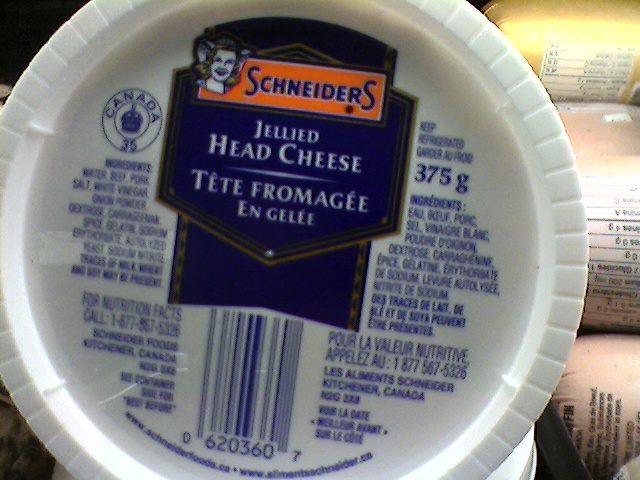 SCHNEIDERS
JELLIED
HEAD CHEESE
TÊTE FROMAGÉE
EN GELÉE
CANADA
35
INGREDIENTS:
WATER, BEEF, PORK,
SALT, WHITE VINEGAR,
ONION POWDER,
DEXTROSE, CARRAGEENAN,
SPICE, GELATIN, SODIUM
ERYTHORBATE, AUTOLYZED
YEAST, SODIUM NITRITE.
TRACES OF MILK, WHEAT
AND SOY MAY BE PRESENT.
FOR NUTRITION FACTS
CALL: 1-877-567-5326
SCHNEIDER FOODS
KITCHENER, CANADA
N2G 3X8
SEE CONTAINER
SIDE FOR
"BEST BEFORE"
KEEP
REFRIGERATED
GARDER AU FROID
375 g
INGRÉDIENTS :
EAU, BŒUF, PORC,
SEL, VINAIGRE BLANC,
POUDRE D'OIGNON,
DEXTROSE, CARRAGHÉNINE,
ÉPICE, GÉLATINE, ÉRYTHORBATE
DE SODIUM, LEVURE AUTOLYSÉE,
NITRITE DE SODIUM.
DES TRACES DE LAIT, DE
BLÉ ET DE SOYA PEUVENT
ÊTRE PRÉSENTES.
POUR LA VALEUR NUTRITIVE,
APPELEZ AU : 1 877 567-5326
LES ALIMENTS SCHNEIDER
KITCHENER, CANADA
N2G 3X8
VOIR LA DATE
« MEILLEUR AVANT »
SUR LE CÔTÉ
0 620360 7
www.schneiderfoods.ca • www.alimentsschneider.ca